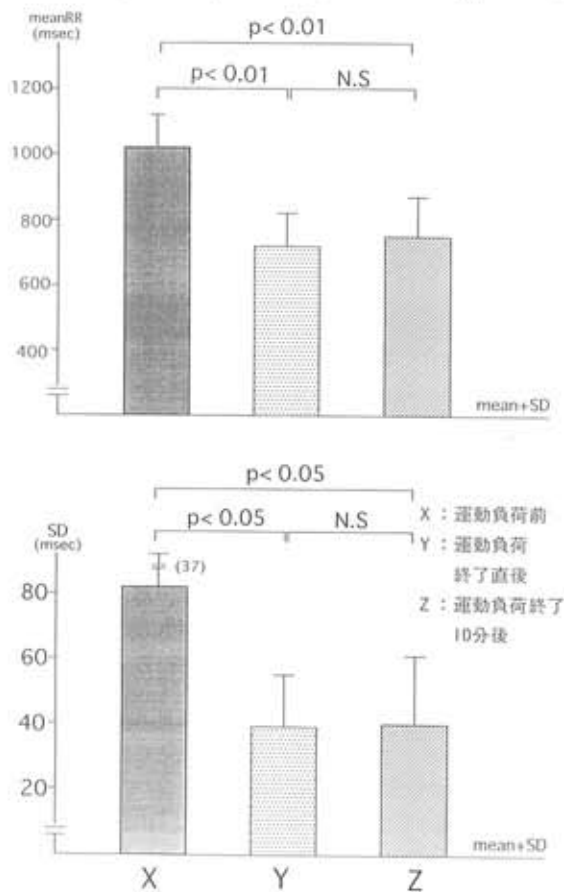 meanRR
(msec)
p< 0.01
p< 0.01
N.S
1200
1000
800
600
400
mean+SD
p< 0.05
SD
(msec)
p< 0.05
N.S
X：運動負荷前
Y：運動負荷
終了直後
Z：運動負荷終了
10分後
(37)
80
60
40
20
mean+SD
X
Y
Z